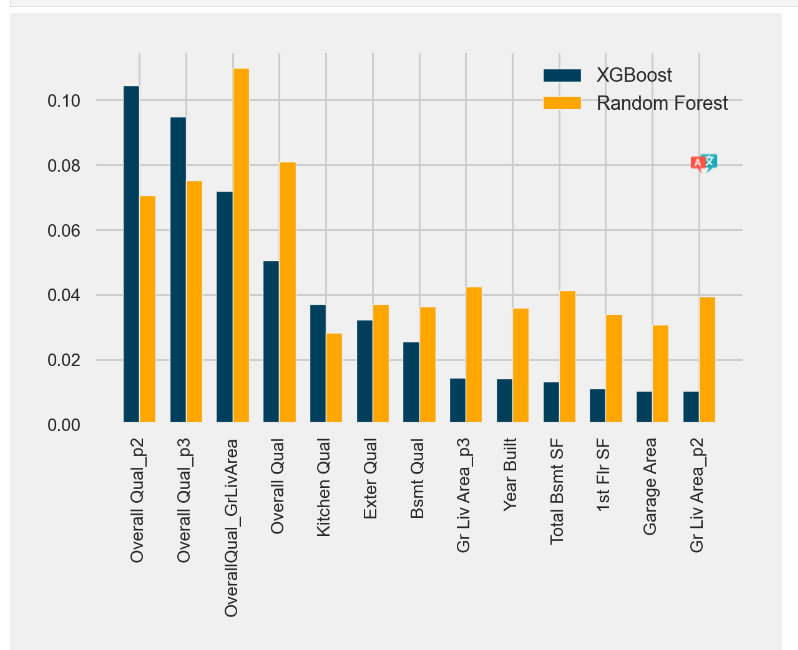 XGBoost
Random Forest
0.10
0.08
0.06
0.04
0.02
0.00
Overall Qual_p2
Overall Qual_p3
OverallQual_GrLivArea
Overall Qual
Kitchen Qual
Exter Qual
Bsmt Qual
Gr Liv Area_p3
Year Built
Total Bsmt SF
1st Flr SF
Garage Area
Gr Liv Area_p2
A 文